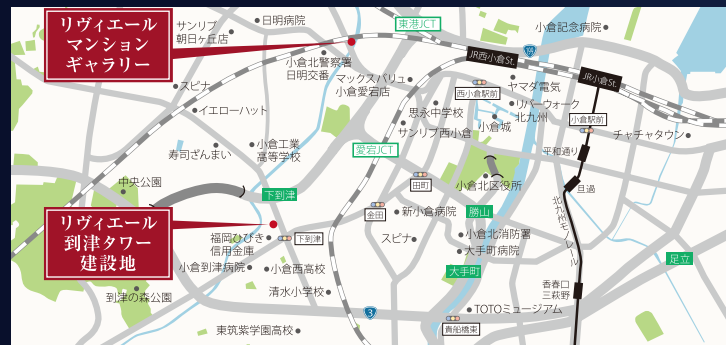 リヴィエール
マンション
ギャラリー
サンリブ
朝日ヶ丘店
日明病院
東港JCT
小倉記念病院
小倉北警察署
日明交番
マックスバリュ
小倉愛宕店
JR西小倉St.
JR小倉St.
スピナ
西小倉駅前
ヤマダ電気
イエローハット
思永中学校
リバーウォーク
北九州
小倉駅前
サンリブ西小倉
小倉城
チャチャタウン
小倉工業
高等学校
寿司ざんまい
愛宕JCT
平和通り
中央公園
下到津
田町
小倉北区役所
旦過
リヴィエール
到津タワー
建設地
金田
新小倉病院
勝山
北九州モノレール
福岡ひびき
信用金庫
下到津
スピナ
小倉北消防署
大手町病院
足立
小倉到津病院
小倉西高校
大手町
到津の森公園
清水小学校
香春口
三萩野
3
TOTOミュージアム
東筑紫学園高校
貴船橋東